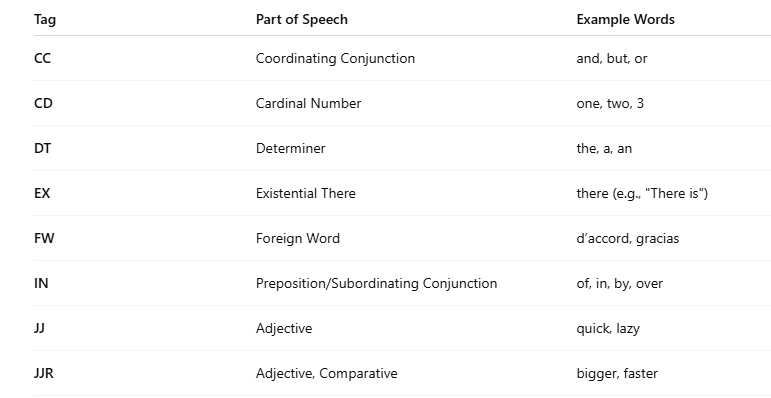 Tag Part of Speech Example Words
CC Coordinating Conjunction and, but, or
CD Cardinal Number one, two, 3
DT Determiner the, a, an
EX Existential There there (e.g., "There is")
FW Foreign Word d’accord, gracias
IN Preposition/Subordinating Conjunction of, in, by, over
JJ Adjective quick, lazy
JJR Adjective, Comparative bigger, faster